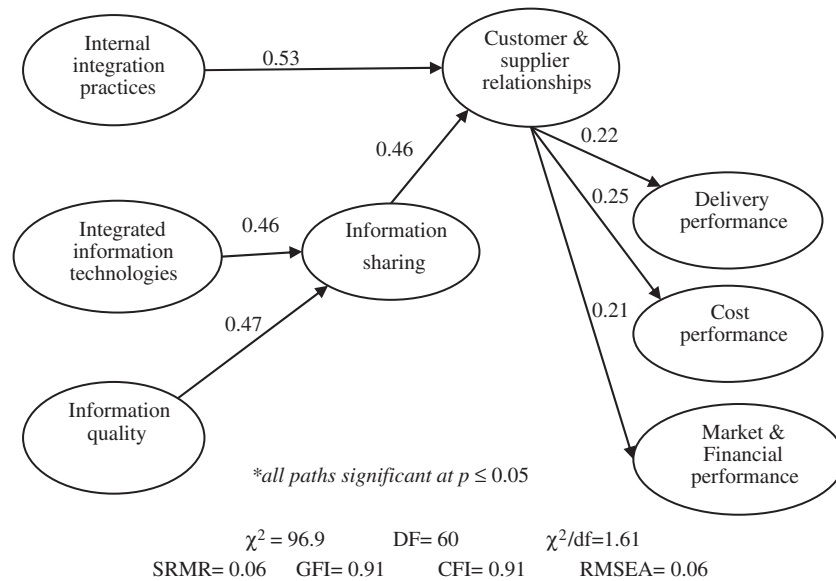 Internal
integration
practices
0.53
Customer &
supplier
relationships
0.46
0.22
0.25
0.21
Integrated
information
technologies
0.46
Information
sharing
Delivery
performance
0.47
Cost
performance
Information
quality
Market &
Financial
performance
*all paths significant at p ≤ 0.05
χ² = 96.9 DF= 60 χ²/df=1.61
SRMR= 0.06 GFI= 0.91 CFI= 0.91 RMSEA= 0.06